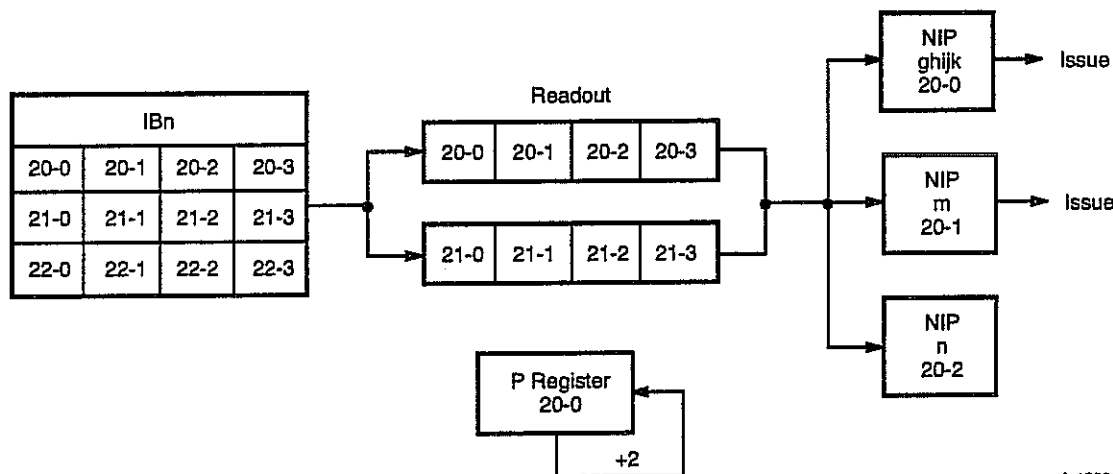 IBn
20-0 20-1 20-2 20-3
21-0 21-1 21-2 21-3
22-0 22-1 22-2 22-3
Readout
20-0 20-1 20-2 20-3
21-0 21-1 21-2 21-3
NIP
ghijk
20-0
Issue
NIP
m
20-1
Issue
NIP
n
20-2
P Register
20-0
+2